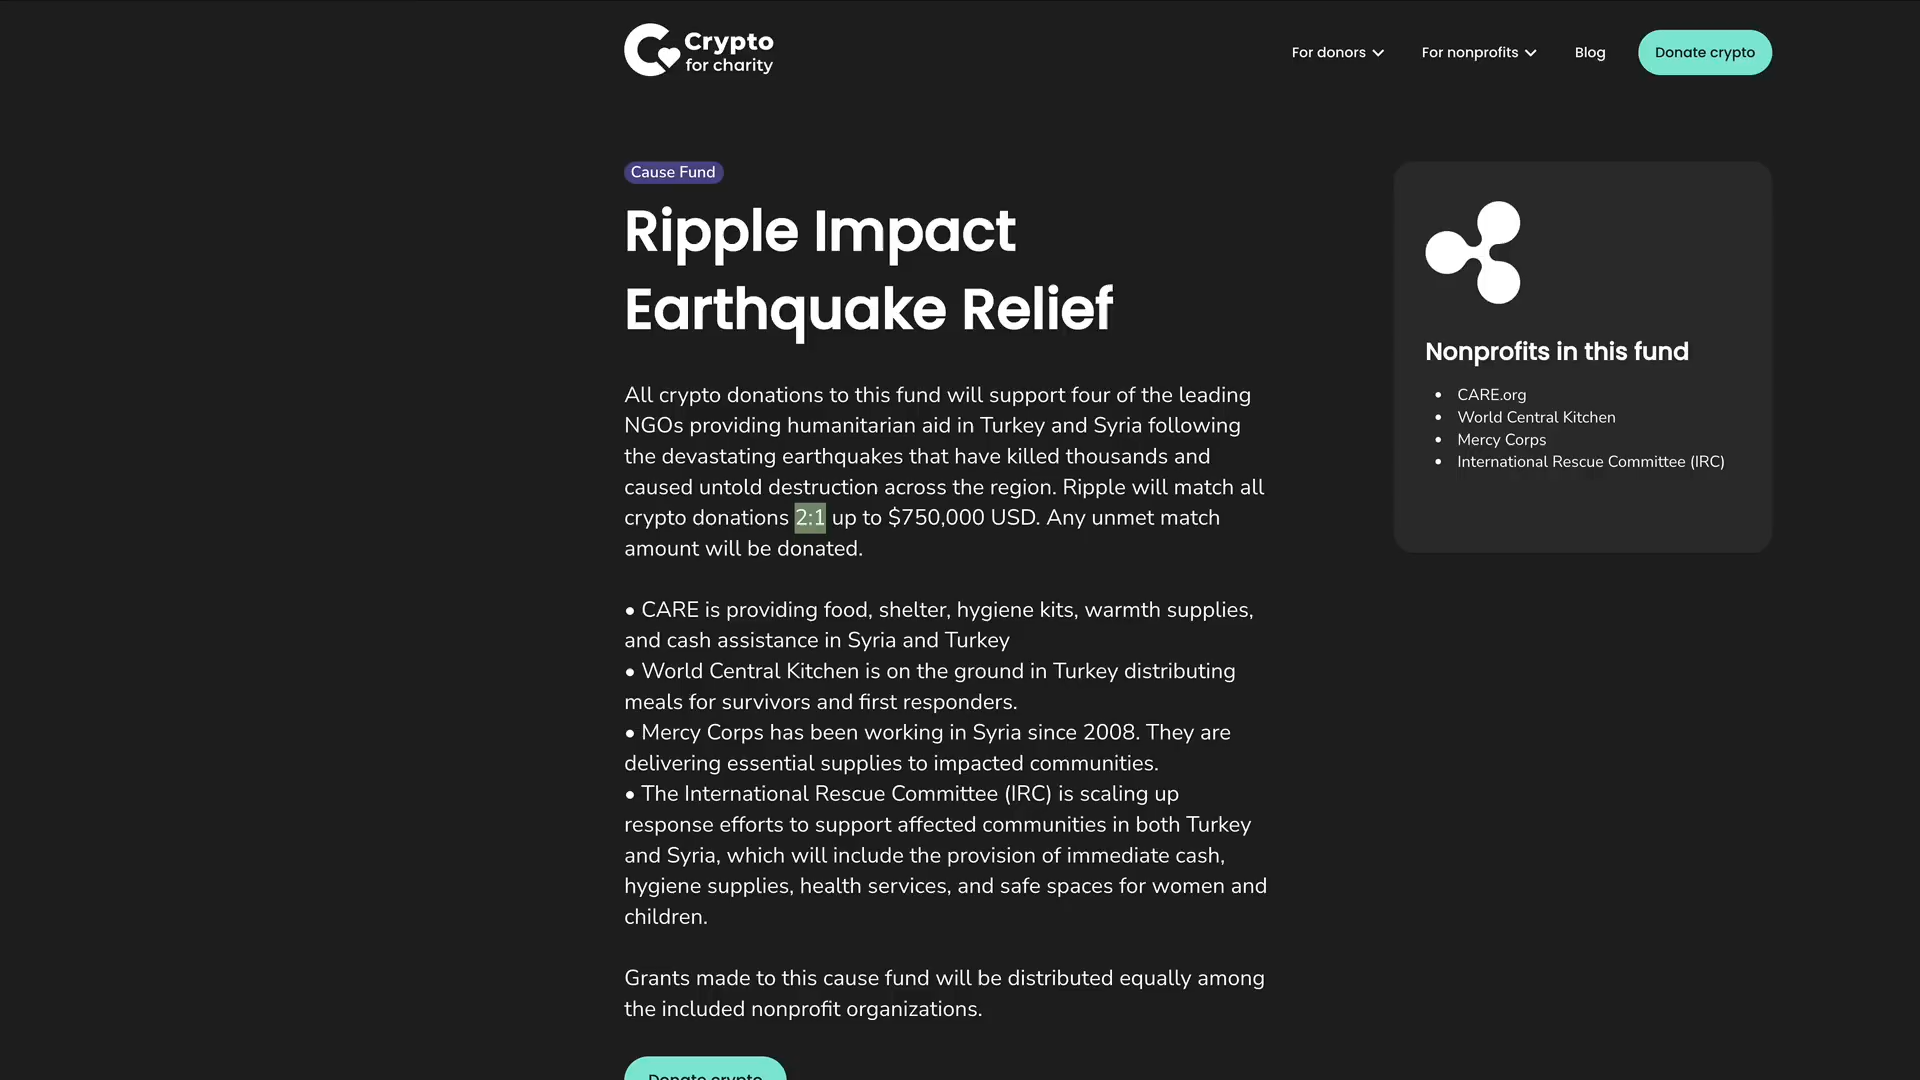 Crypto
for charity
For donors
For nonprofits
Blog
Donate crypto
Cause Fund
Ripple Impact
Earthquake Relief
All crypto donations to this fund will support four of the leading
NGOs providing humanitarian aid in Turkey and Syria following
the devastating earthquakes that have killed thousands and
caused untold destruction across the region. Ripple will match all
crypto donations 2:1 up to $750,000 USD. Any unmet match
amount will be donated.
• CARE is providing food, shelter, hygiene kits, warmth supplies,
and cash assistance in Syria and Turkey
• World Central Kitchen is on the ground in Turkey distributing
meals for survivors and first responders.
• Mercy Corps has been working in Syria since 2008. They are
delivering essential supplies to impacted communities.
• The International Rescue Committee (IRC) is scaling up
response efforts to support affected communities in both Turkey
and Syria, which will include the provision of immediate cash,
hygiene supplies, health services, and safe spaces for women and
children.
Grants made to this cause fund will be distributed equally among
the included nonprofit organizations.
Donate crypto
Nonprofits in this fund
• CARE.org
• World Central Kitchen
• Mercy Corps
• International Rescue Committee (IRC)